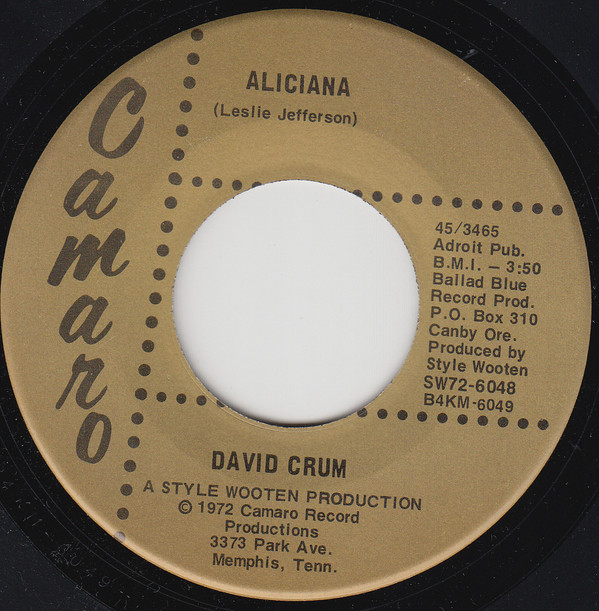 Camaro
ALICIANA
(Leslie Jefferson)
45/3465
Adroit Pub.
B.M.I. – 3:50
Ballad Blue
Record Prod.
P.O. Box 310
Canby Ore.
Produced by
Style Wooten
SW72-6048
B4KM-6049
DAVID CRUM
A STYLE WOOTEN PRODUCTION
© 1972 Camaro Record
Productions
3373 Park Ave.
Memphis, Tenn.